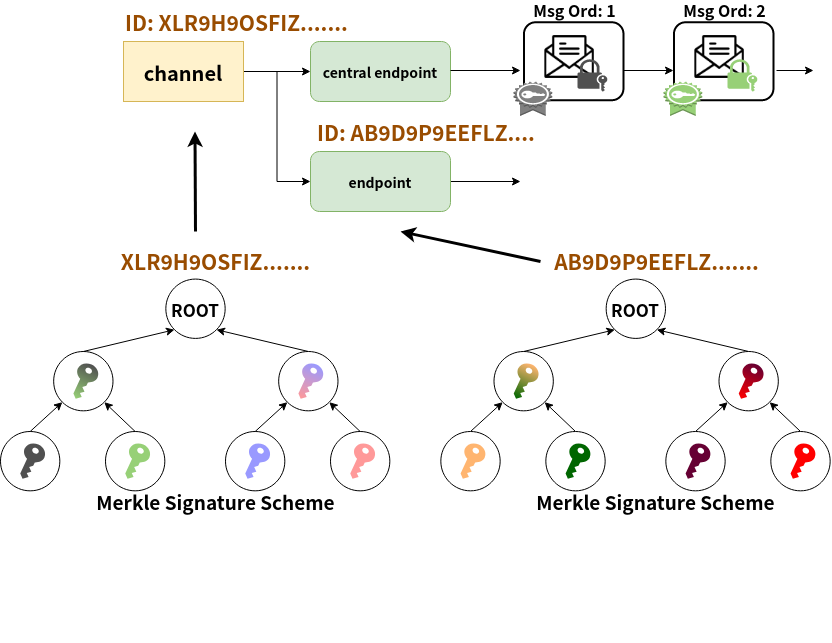 ID: XLR9H9OSFIZ.......
Msg Ord: 1
Msg Ord: 2
channel
central endpoint
ID: AB9D9P9EEFLZ....
endpoint
XLR9H9OSFIZ.......
AB9D9P9EEFLZ.......
ROOT
ROOT
Merkle Signature Scheme
Merkle Signature Scheme